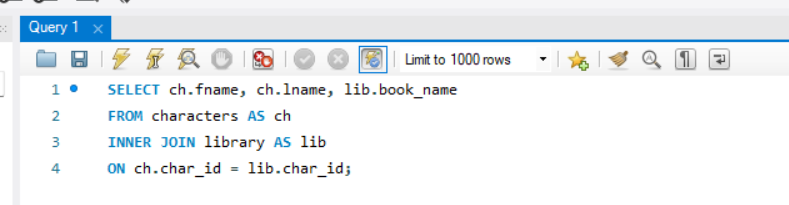 Query 1
Limit to 1000 rows
1 SELECT ch.fname, ch.lname, lib.book_name
2 FROM characters AS ch
3 INNER JOIN library AS lib
4 ON ch.char_id = lib.char_id;